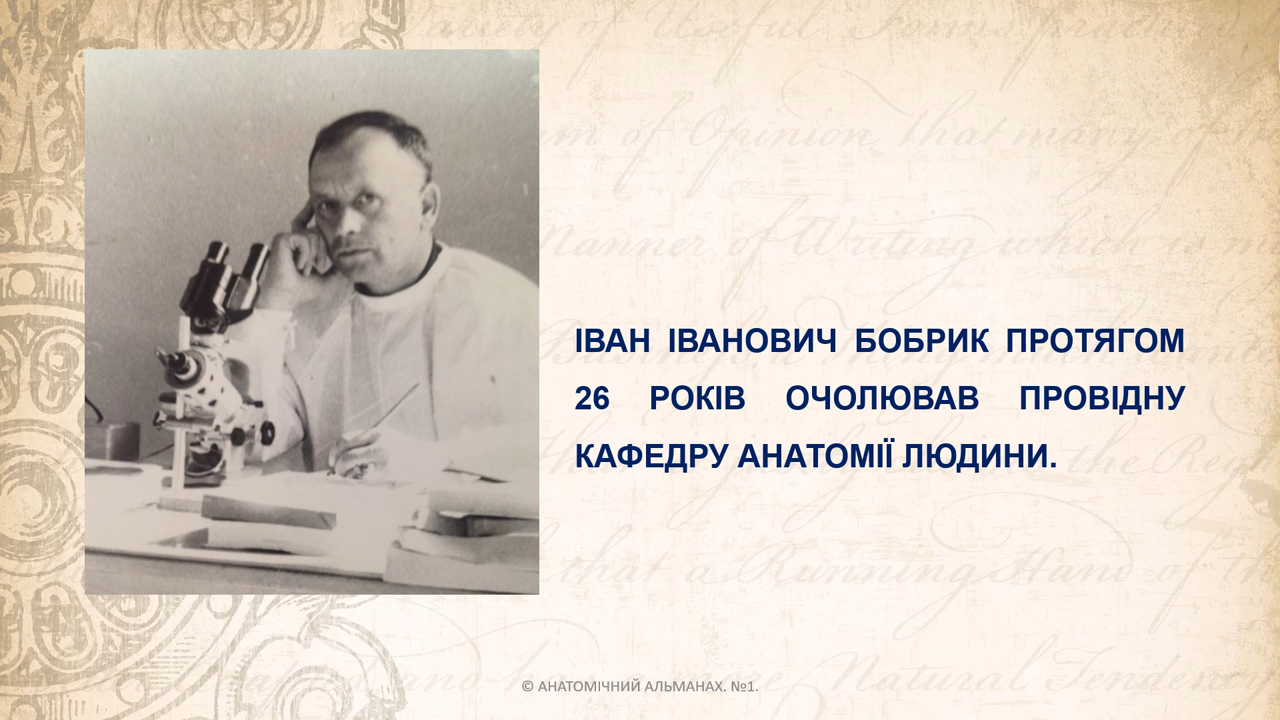 ІВАН ІВАНОВИЧ БОБРИК ПРОТЯГОМ
26 РОКІВ ОЧОЛЮВАВ ПРОВІДНУ
КАФЕДРУ АНАТОМІЇ ЛЮДИНИ.
© АНАТОМІЧНИЙ АЛЬМАНАХ. №1.